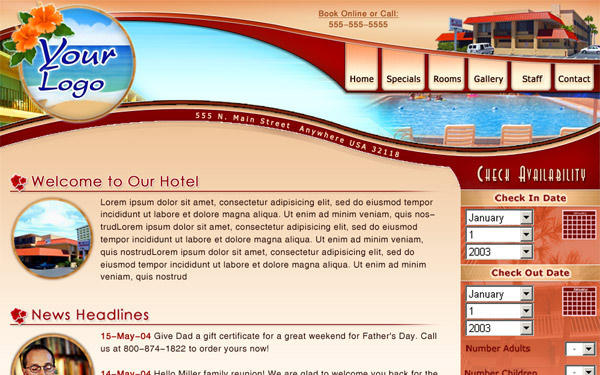 Book Online or Call:
555-555-5555
Your
Logo
Home
Specials
Rooms
Gallery
Staff
Contact
555 N. Main Street Anywhere USA 32118
Check Availability
Welcome to Our Hotel
Lorem ipsum dolor sit amet, consectetur adipisicing elit, sed do eiusmod tempor
incididunt ut labore et dolore magna aliqua. Ut enim ad minim veniam, quis nos-
trudLorem ipsum dolor sit amet, consectetur adipisicing elit, sed do eiusmod
tempor incididunt ut labore et dolore magna aliqua. Ut enim ad minim veniam,
quis nostrudLorem ipsum dolor sit amet, consectetur adipisicing elit, sed do
eiusmod tempor incididunt ut labore et dolore magna aliqua. Ut enim ad minim
veniam, quis nostrud
Check In Date
January
1
2003
Check Out Date
January
1
2003
Number Adults
-
Number Children
-
News Headlines
15-May-04 Give Dad a gift certificate for a great weekend for Father's Day. Call
us at 800-874-1822 to order yours now!
14-May-04 Hello Miller family reunion! We are glad to welcome you back for the